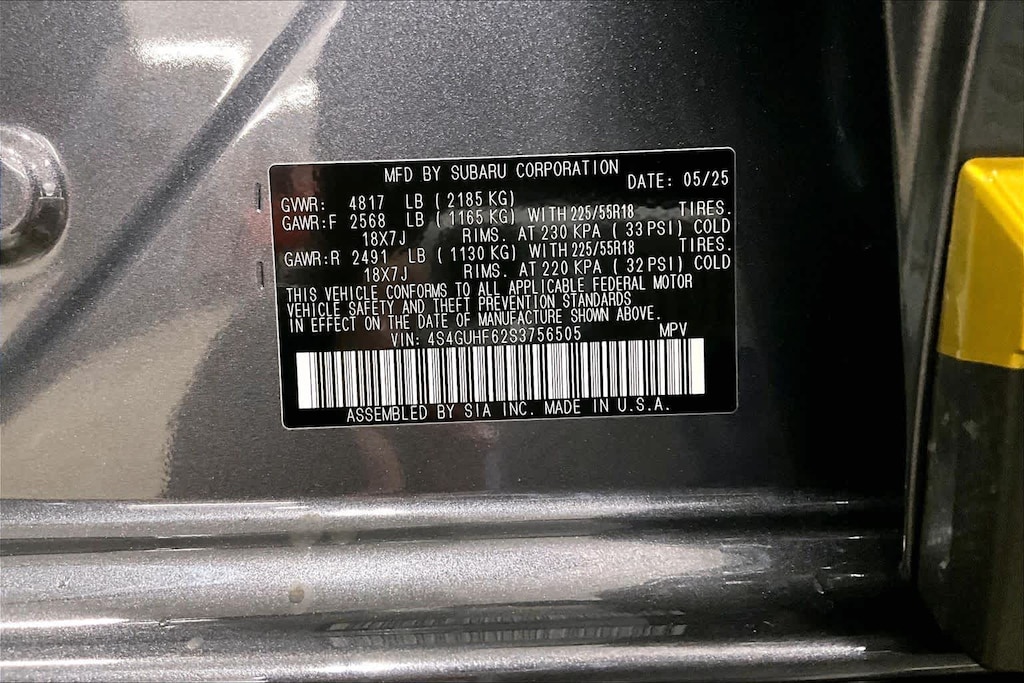 MFD BY SUBARU CORPORATION
DATE: 05/25
GVWR: 4817 LB (2185 KG)
GAWR:F 2568 LB (1165 KG) WITH 225/55R18 TIRES.
18X7J RIMS. AT 230 KPA (33 PSI) COLD
GAWR:R 2491 LB (1130 KG) WITH 225/55R18 TIRES.
18X7J RIMS. AT 220 KPA (32 PSI) COLD
THIS VEHICLE CONFORMS TO ALL APPLICABLE FEDERAL MOTOR
VEHICLE SAFETY AND THEFT PREVENTION STANDARDS
IN EFFECT ON THE DATE OF MANUFACTURE SHOWN ABOVE.
VIN: 4S4GUHF62S3756505 MPV
ASSEMBLED BY SIA INC. MADE IN U.S.A.